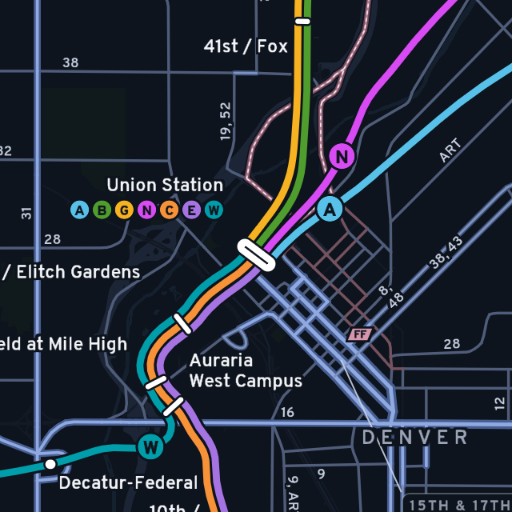 41st / Fox
38
19, 52
32
N
ART
Union Station
A B G N C E W
A
31
28
38, 43
/ Elitch Gardens
8,
48
FF
eld at Mile High
28
Auraria
West Campus
16
12
DENVER
W
Decatur-Federal
9
9, AR
10th /
15TH & 17TH